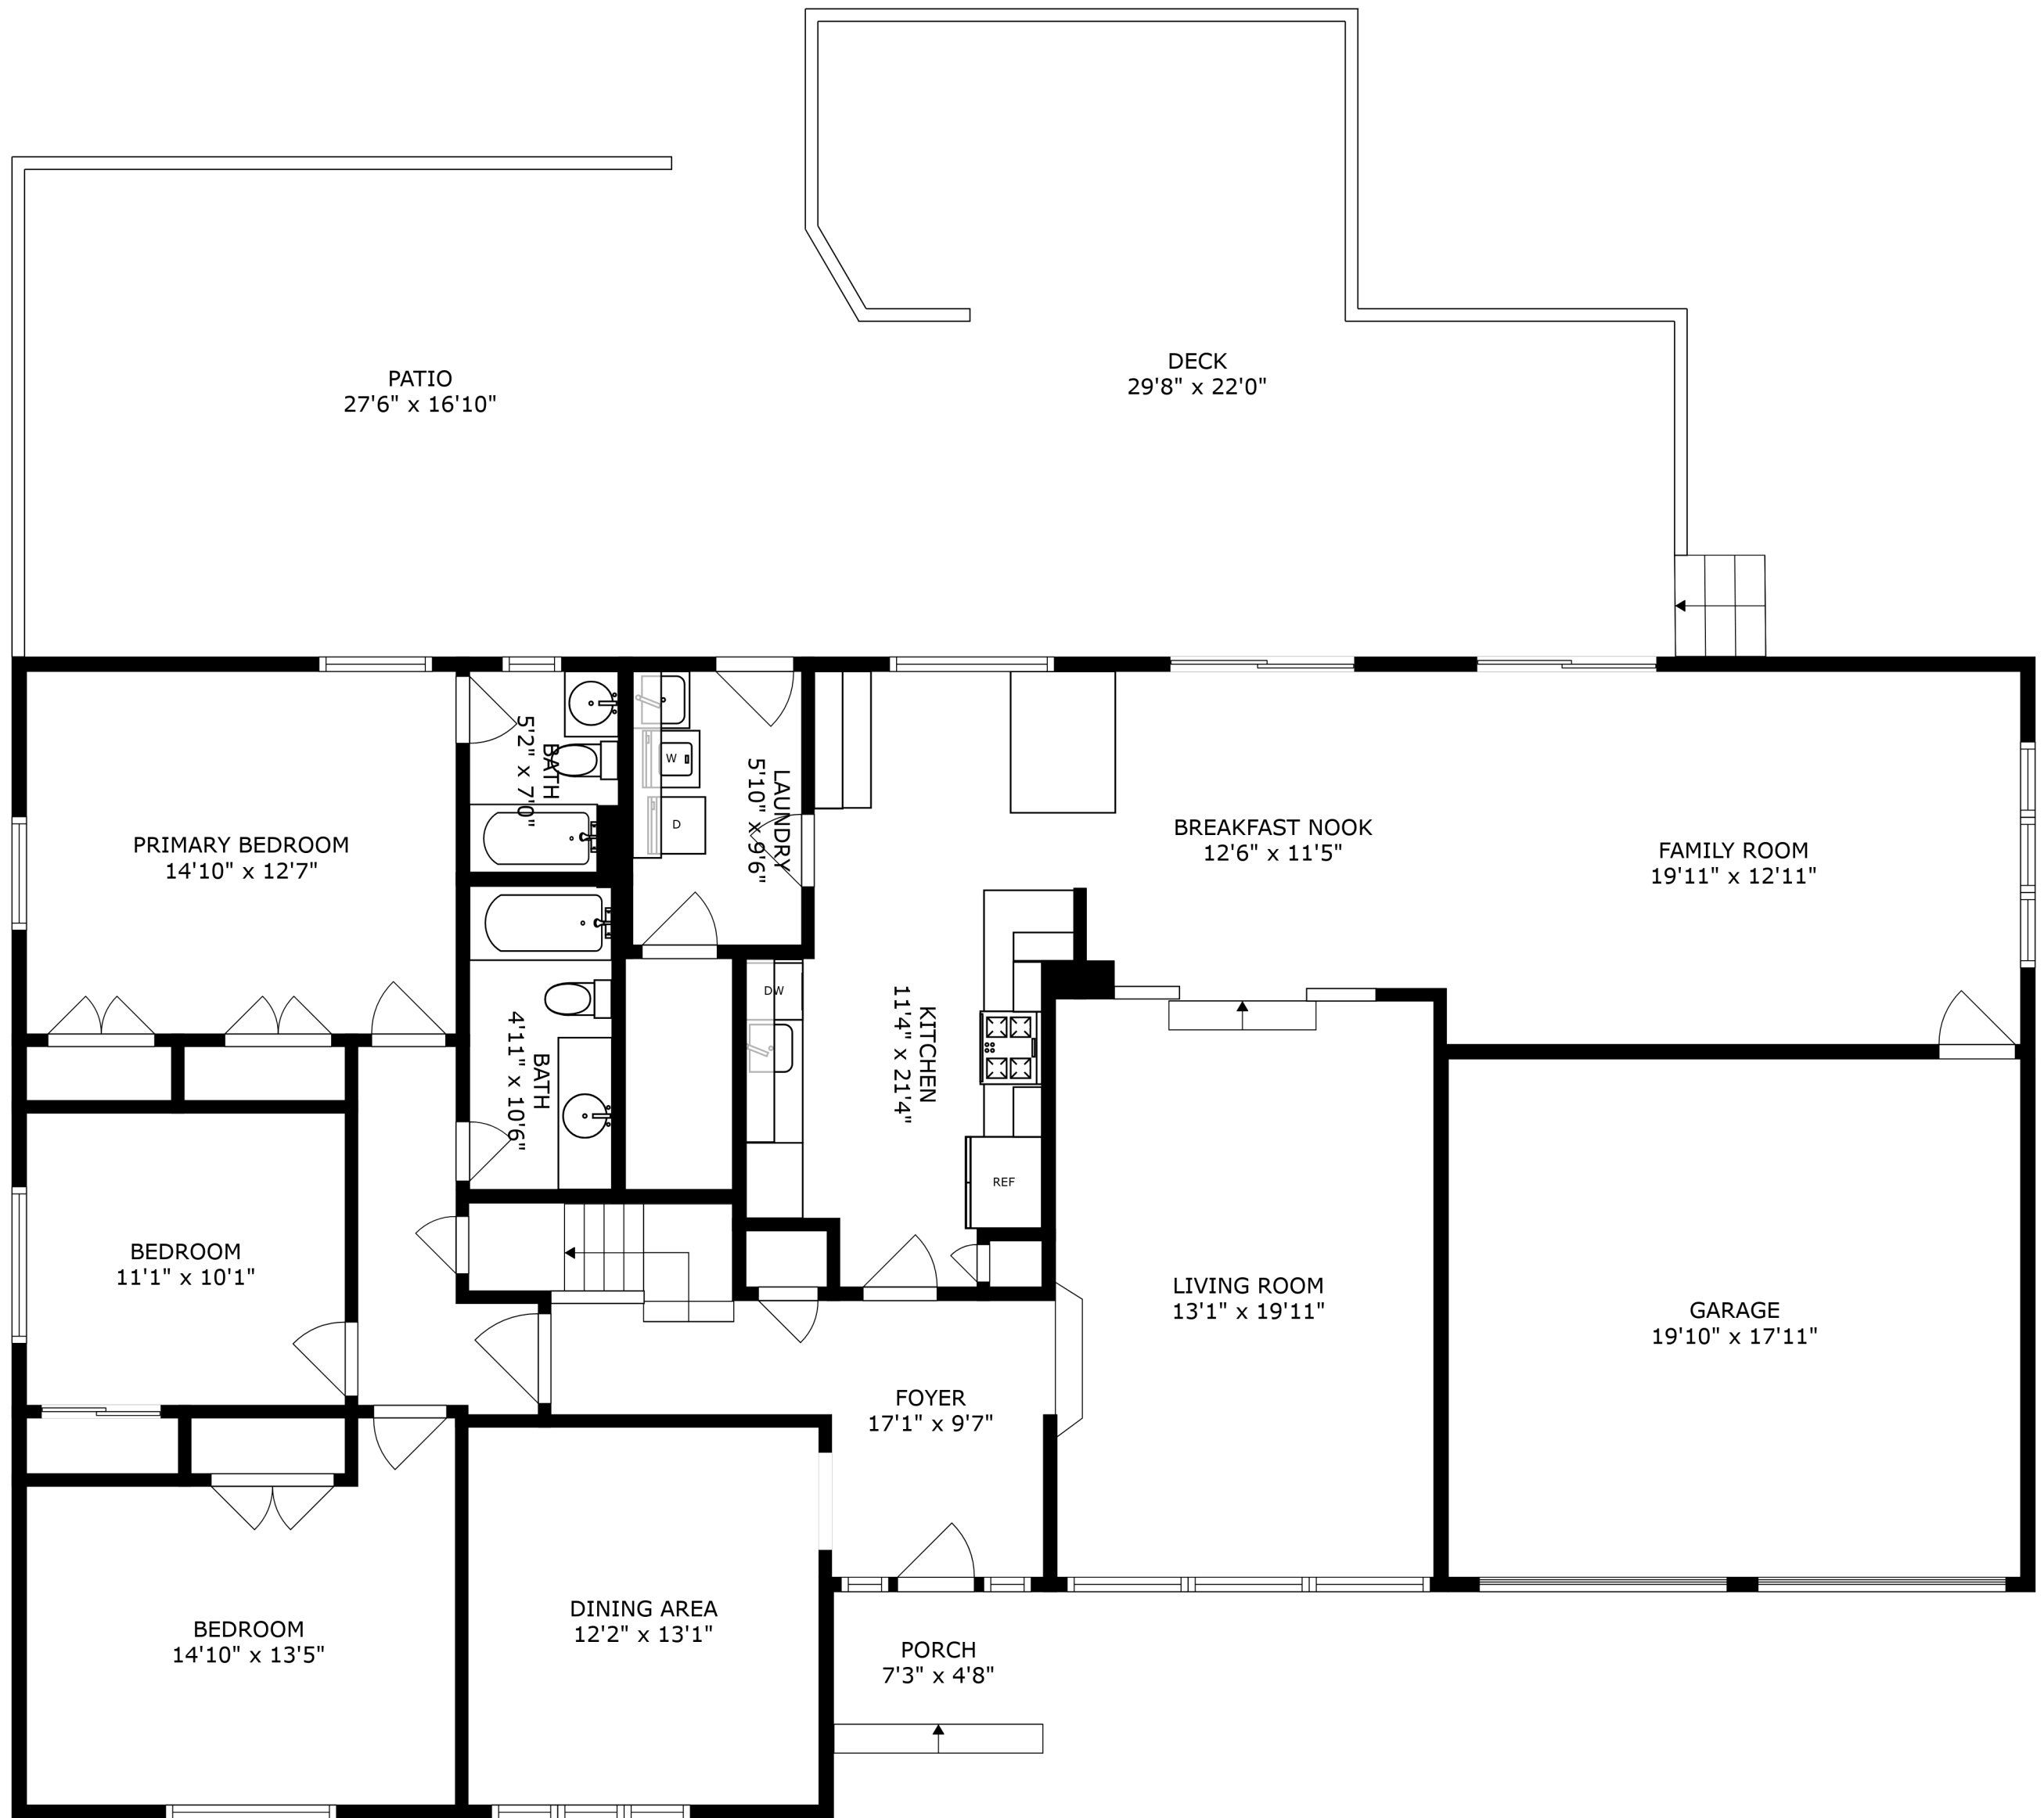 DECK
29'8" x 22'0"
PATIO
27'6" x 16'10"
BATH
5'2" x 7'0"
W
D
LAUNDRY
5'10" x 9'6"
PRIMARY BEDROOM
14'10" x 12'7"
BREAKFAST NOOK
12'6" x 11'5"
FAMILY ROOM
19'11" x 12'11"
DW
KITCHEN
11'4" x 21'4"
BATH
4'11" x 10'6"
REF
BEDROOM
11'1" x 10'1"
LIVING ROOM
13'1" x 19'11"
GARAGE
19'10" x 17'11"
FOYER
17'1" x 9'7"
DINING AREA
12'2" x 13'1"
BEDROOM
14'10" x 13'5"
PORCH
7'3" x 4'8"